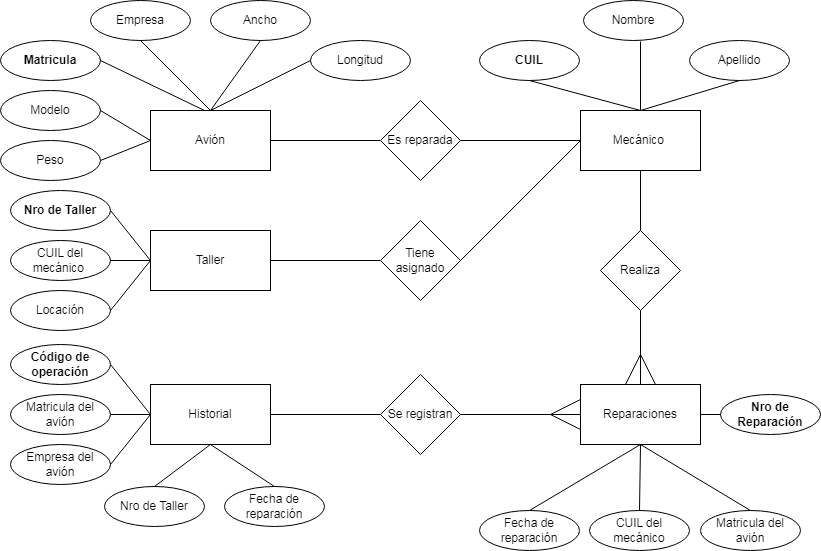 Empresa
Ancho
Nombre
Matricula
Longitud
CUIL
Apellido
Modelo
Avión
Es reparada
Mecánico
Peso
Nro de Taller
CUIL del
mecánico
Taller
Tiene
asignado
Realiza
Locación
Código de
operación
Matricula del
avión
Historial
Se registran
Reparaciones
Nro de
Reparación
Empresa del
avión
Nro de Taller
Fecha de
reparación
Fecha de
reparación
CUIL del
mecánico
Matricula del
avión